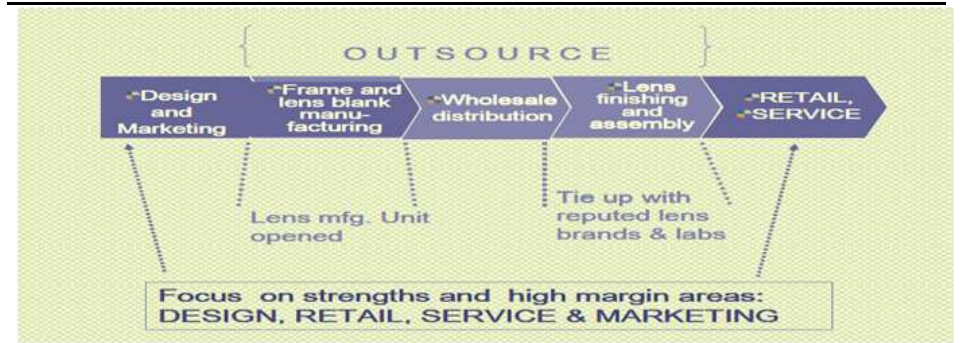 OUTSOURCE
Design
and
Marketing
Frame and
lens blank
manu-
facturing
Wholesale
distribution
Lens
finishing
and
assembly
RETAIL,
SERVICE
Lens mfg. Unit
opened
Tie up with
reputed lens
brands & labs
Focus on strengths and high margin areas:
DESIGN, RETAIL, SERVICE & MARKETING